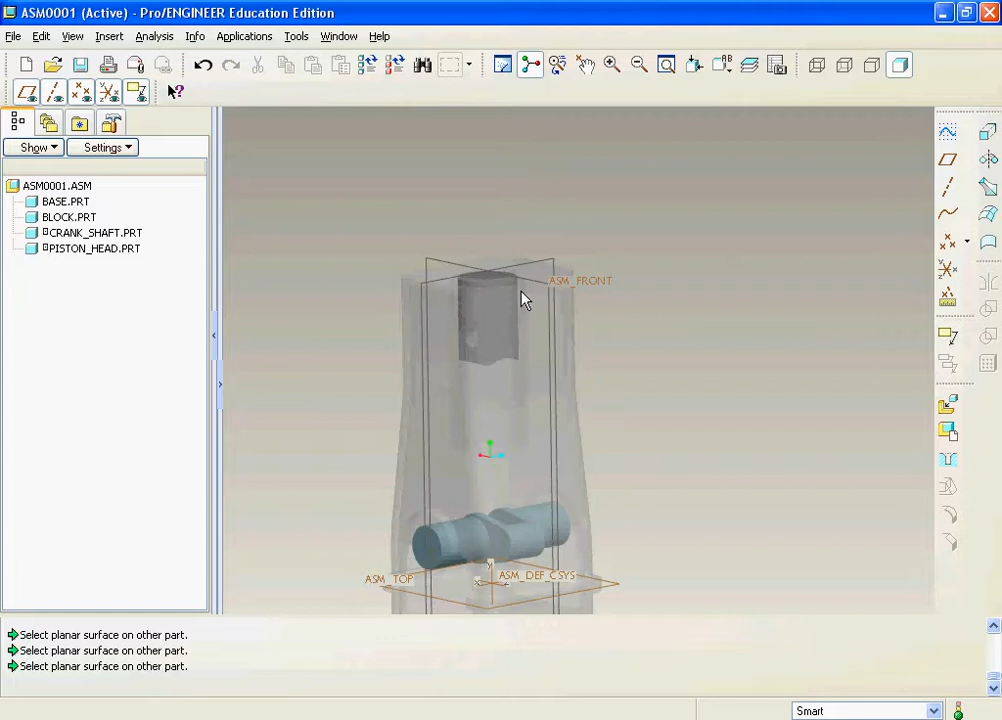 ASM0001 (Active) - Pro/ENGINEER Education Edition
File Edit View Insert Analysis Info Applications Tools Window Help
Show Settings
ASM0001.ASM
BASE.PRT
BLOCK.PRT
CRANK_SHAFT.PRT
PISTON_HEAD.PRT
ASM_FRONT
ASM_TOP
ASM_DEF_CSYS
Select planar surface on other part.
Select planar surface on other part.
Select planar surface on other part.
Smart